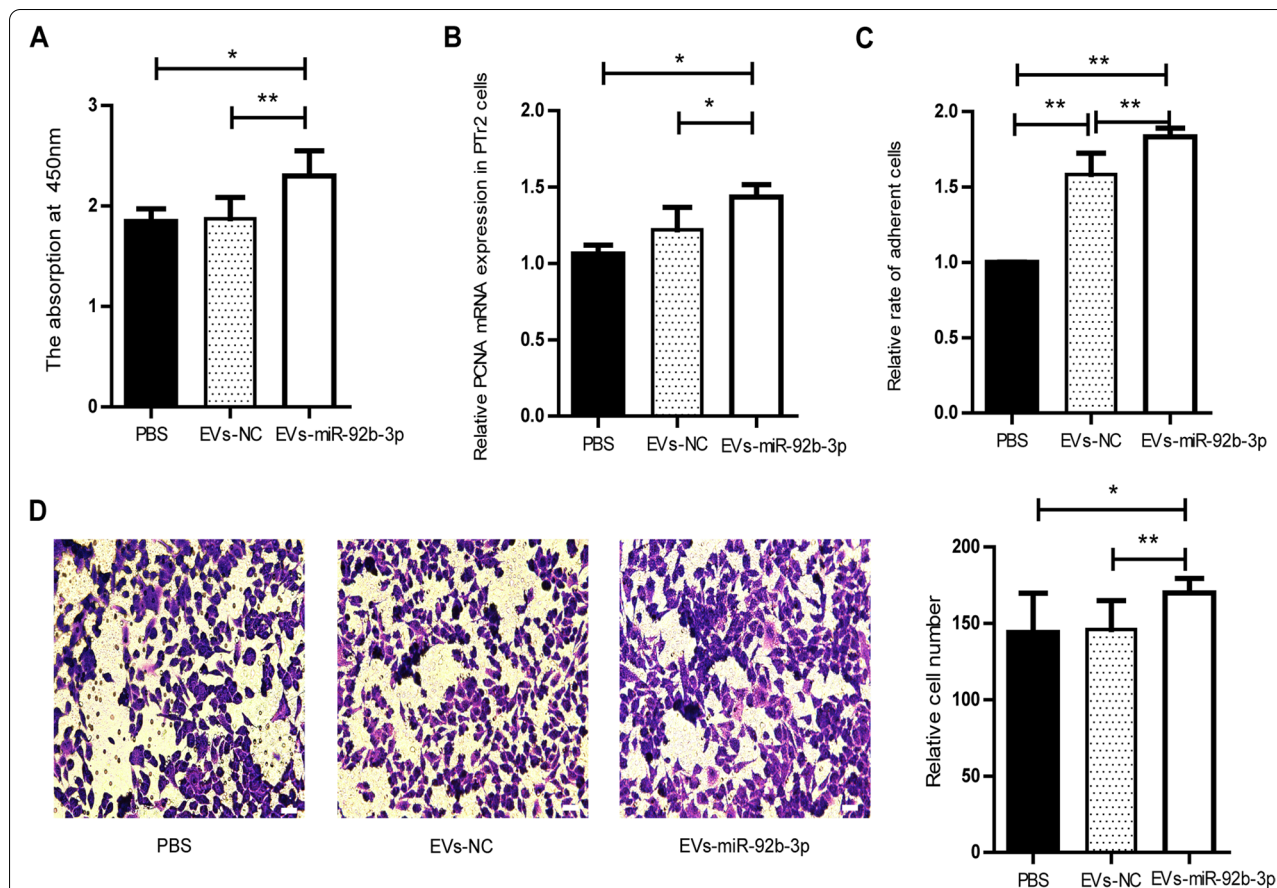 A
*
**
The absorption at 450nm
3
2
1
0
PBS
EVs-NC
EVs-miR-92b-3p
B
*
*
Relative PCNA mRNA expression in PTr2 cells
2.0
1.5
1.0
0.5
0.0
PBS
EVs-NC
EVs-miR-92b-3p
C
**
**
**
Relative rate of adherent cells
2.0
1.5
1.0
0.5
0.0
PBS
EVs-NC
EVs-miR-92b-3p
D
PBS
EVs-NC
EVs-miR-92b-3p
*
**
Relative cell number
200
150
100
50
0
PBS
EVs-NC
EVs-miR-92b-3p